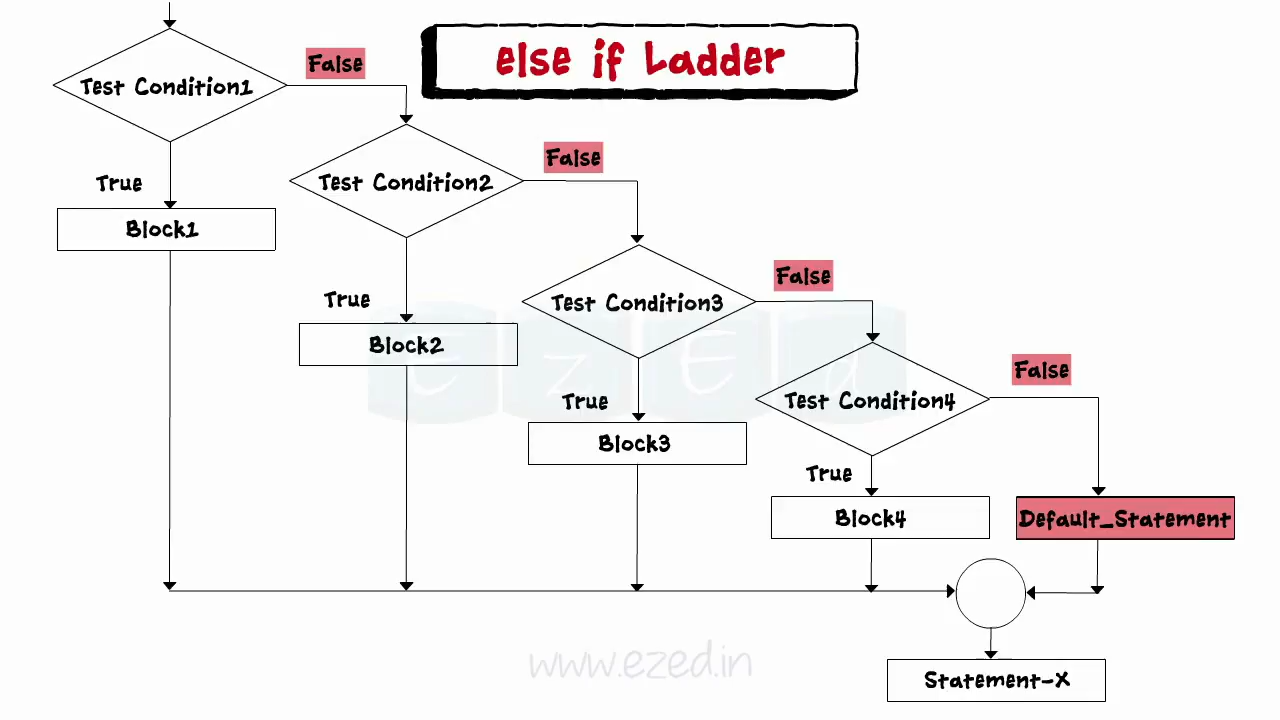 else if Ladder
False
Test Condition1
False
True
Test Condition2
Block1
False
True
Test Condition3
Block2
False
True
Test Condition4
Block3
True
Block4
Default_Statement
Statement-X
EzEd
www.ezed.in